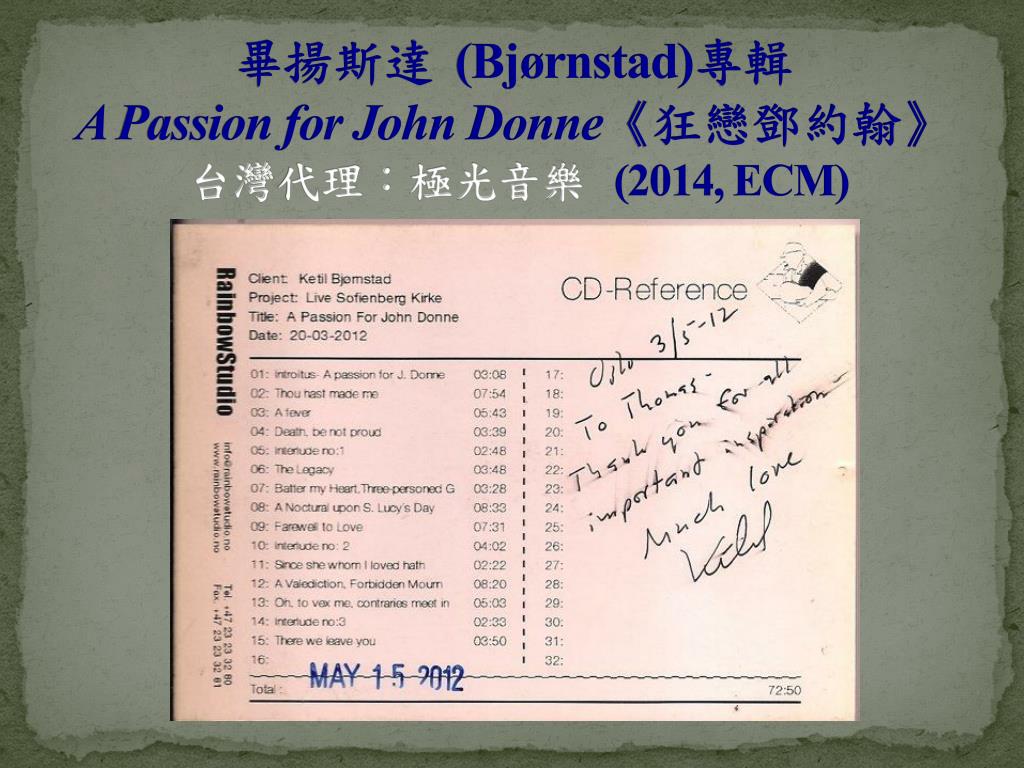 畢揚斯達 (Bjørnstad)專輯
A Passion for John Donne《狂戀鄧約翰》
台灣代理：極光音樂 (2014, ECM)
RainbowStudio
info@rainbowstudio.no
www.rainbowstudio.no
Tel. +47 23 23 32 80
Fax. +47 23 23 32 81
Client: Ketil Bjørnstad
Project: Live Sofienberg Kirke
Title: A Passion For John Donne
Date: 20-03-2012
CD-Reference
01: Introitus- A passion for J. Donne 03:08
02: Thou hast made me 07:54
03: A fever 05:43
04: Death, be not proud 03:39
05: Interlude no:1 02:48
06: The Legacy 03:48
07: Batter my Heart,Three-personed G 03:28
08: A Noctural upon S. Lucy's Day 08:33
09: Farewell to Love 07:31
10: Interlude no: 2 04:02
11: Since she whom I loved hath 02:22
12: A Valediction, Forbidden Mourn 08:20
13: Oh, to vex me, contraries meet in 05:03
14: Interlude no:3 02:33
15: There we leave you 03:50
16:
17:
18:
19:
20:
21:
22:
23:
24:
25:
26:
27:
28:
29:
30:
31:
32:
Oslo 3/5-12
To Thomas-
Thank you for all
important inspiration-
Much love
Ketil
MAY 15 2012
Total: 72:50